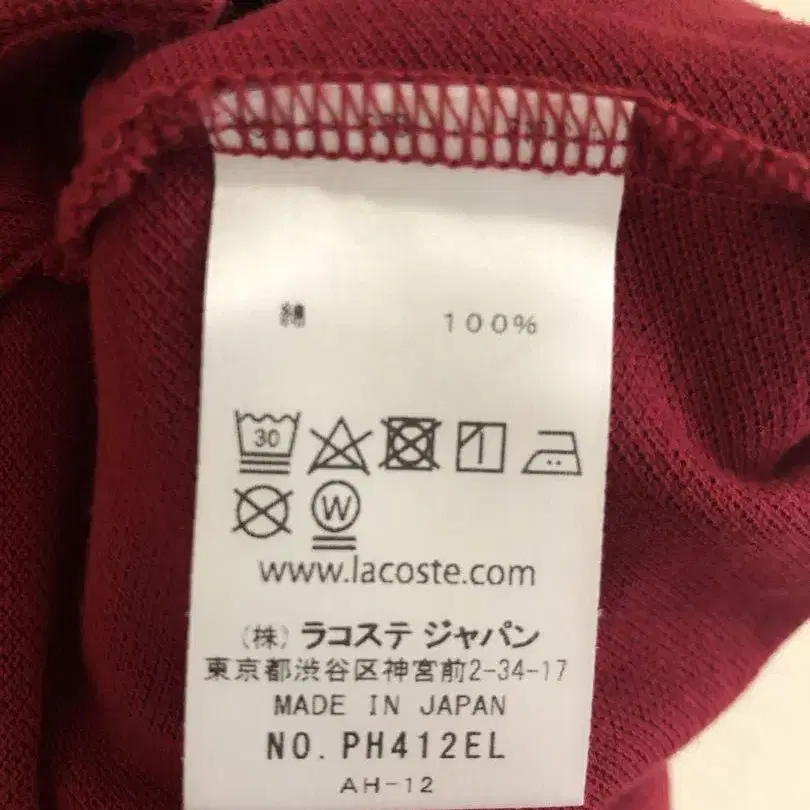 綿 100%
30
W
www.lacoste.com
(株) ラコステ ジャパン
東京都渋谷区神宮前2-34-17
MADE IN JAPAN
NO. PH412EL
AH-12